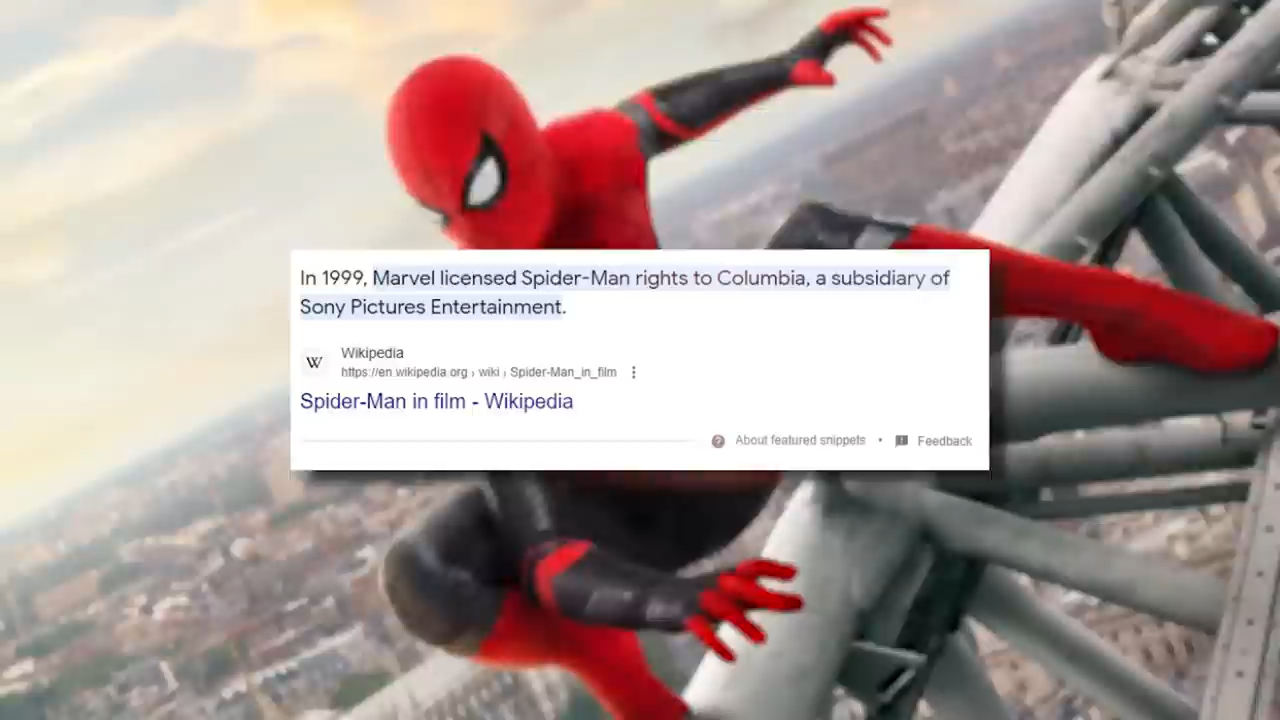 In 1999, Marvel licensed Spider-Man rights to Columbia, a subsidiary of
Sony Pictures Entertainment.
W
Wikipedia
https://en.wikipedia.org › wiki › Spider-Man_in_film
Spider-Man in film - Wikipedia
About featured snippets • Feedback